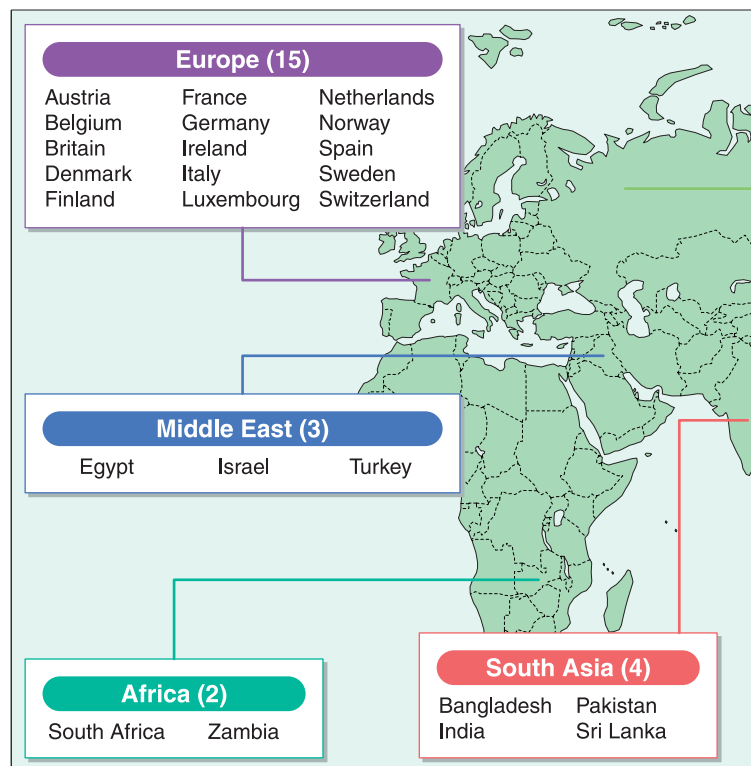 Europe (15)
Austria France Netherlands
Belgium Germany Norway
Britain Ireland Spain
Denmark Italy Sweden
Finland Luxembourg Switzerland
Middle East (3)
Egypt Israel Turkey
Africa (2)
South Africa Zambia
South Asia (4)
Bangladesh Pakistan
India Sri Lanka